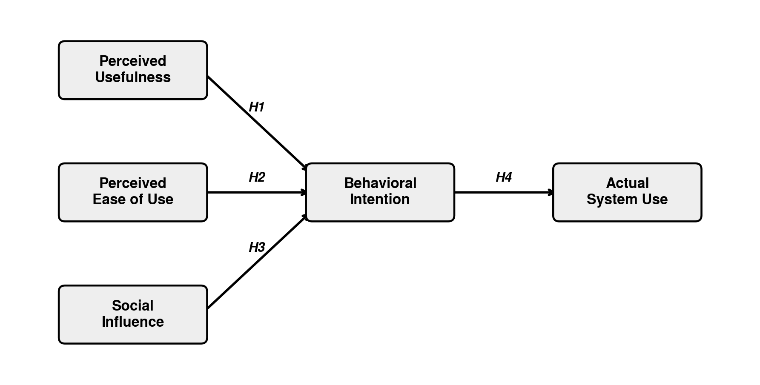 Perceived
Usefulness
H1
Perceived
Ease of Use
H2
Behavioral
Intention
H4
Actual
System Use
H3
Social
Influence